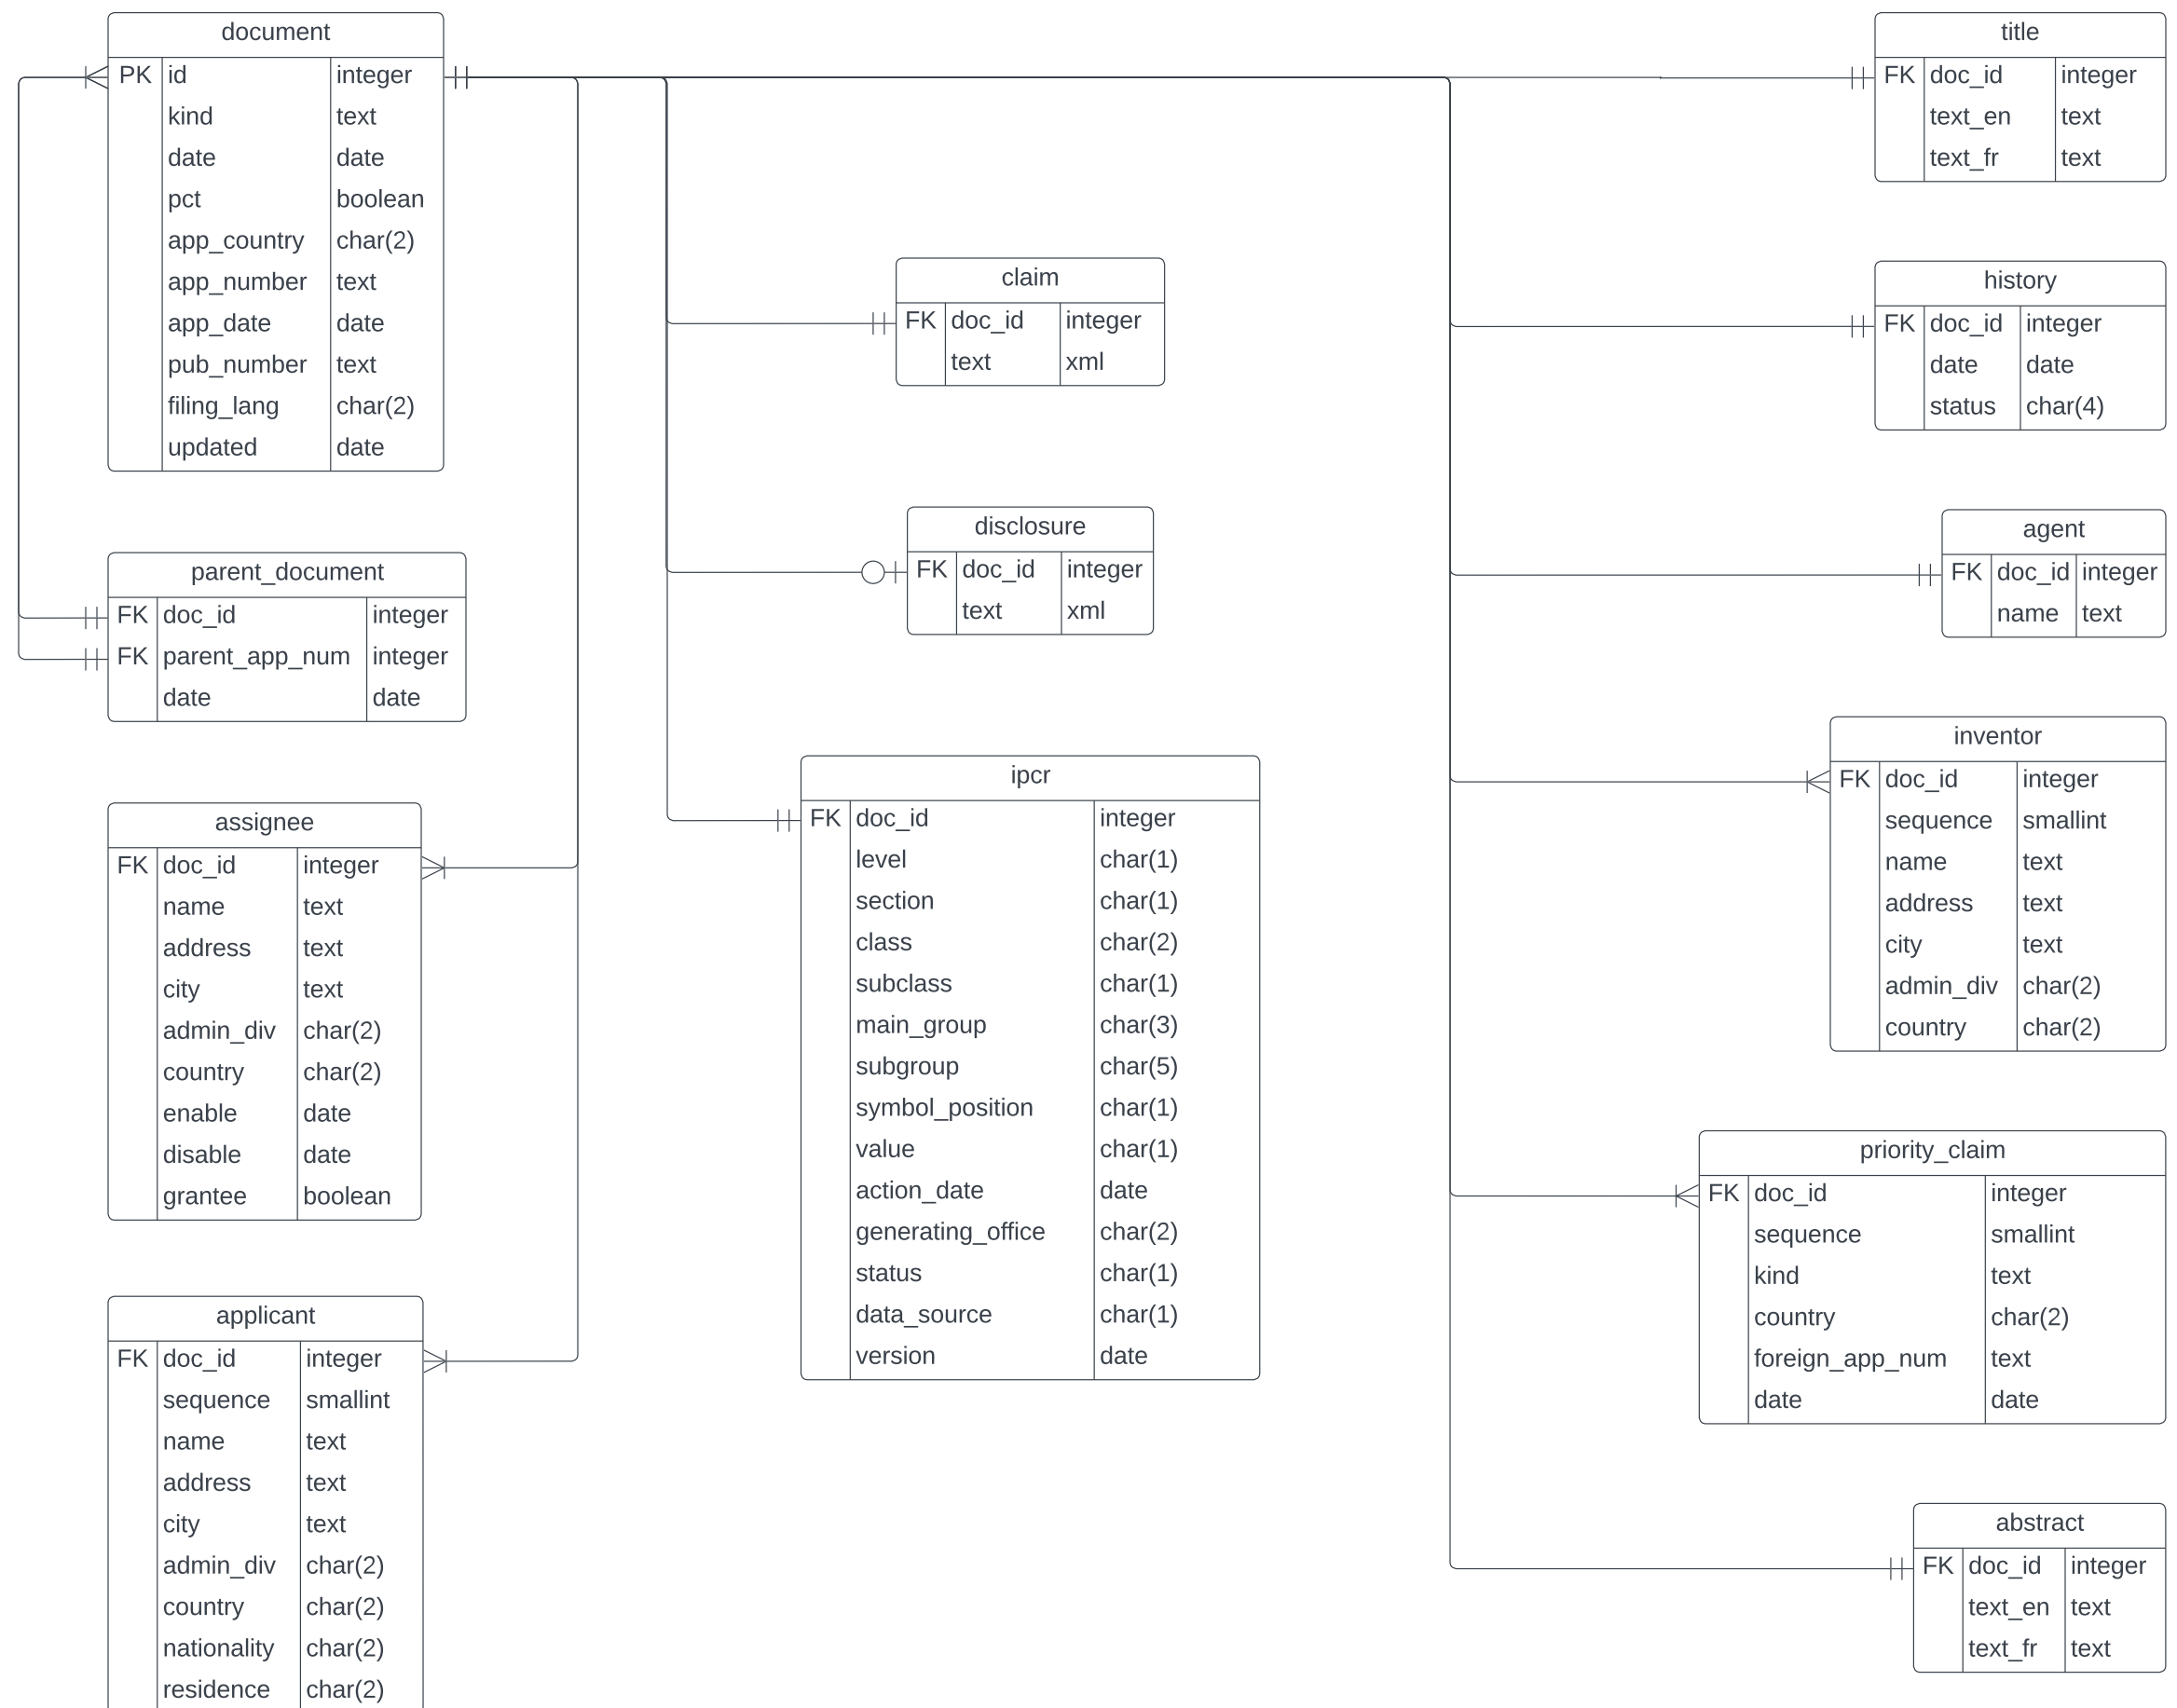 document
PK id integer
kind text
date date
pct boolean
app_country char(2)
app_number text
app_date date
pub_number text
filing_lang char(2)
updated date
parent_document
FK doc_id integer
FK parent_app_num integer
date date
assignee
FK doc_id integer
name text
address text
city text
admin_div char(2)
country char(2)
enable date
disable date
grantee boolean
applicant
FK doc_id integer
sequence smallint
name text
address text
city text
admin_div char(2)
country char(2)
nationality char(2)
residence char(2)
claim
FK doc_id integer
text xml
disclosure
FK doc_id integer
text xml
ipcr
FK doc_id integer
level char(1)
section char(1)
class char(2)
subclass char(1)
main_group char(3)
subgroup char(5)
symbol_position char(1)
value char(1)
action_date date
generating_office char(2)
status char(1)
data_source char(1)
version date
title
FK doc_id integer
text_en text
text_fr text
history
FK doc_id integer
date date
status char(4)
agent
FK doc_id integer
name text
inventor
FK doc_id integer
sequence smallint
name text
address text
city text
admin_div char(2)
country char(2)
priority_claim
FK doc_id integer
sequence smallint
kind text
country char(2)
foreign_app_num text
date date
abstract
FK doc_id integer
text_en text
text_fr text